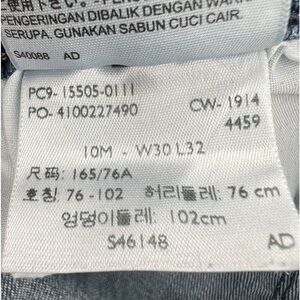 PENGERINGAN DIBALIK DENGAN WARNA
SERUPA. GUNAKAN SABUN CUCI CAIR.
S40088 AD
PC9-15505-0111
PO-4100227490 CW-1914
4459
10M - W30 L32
尺码: 165/76A
호칭: 76-102 허리둘레: 76 cm
엉덩이둘레: 102cm
S46148 AD